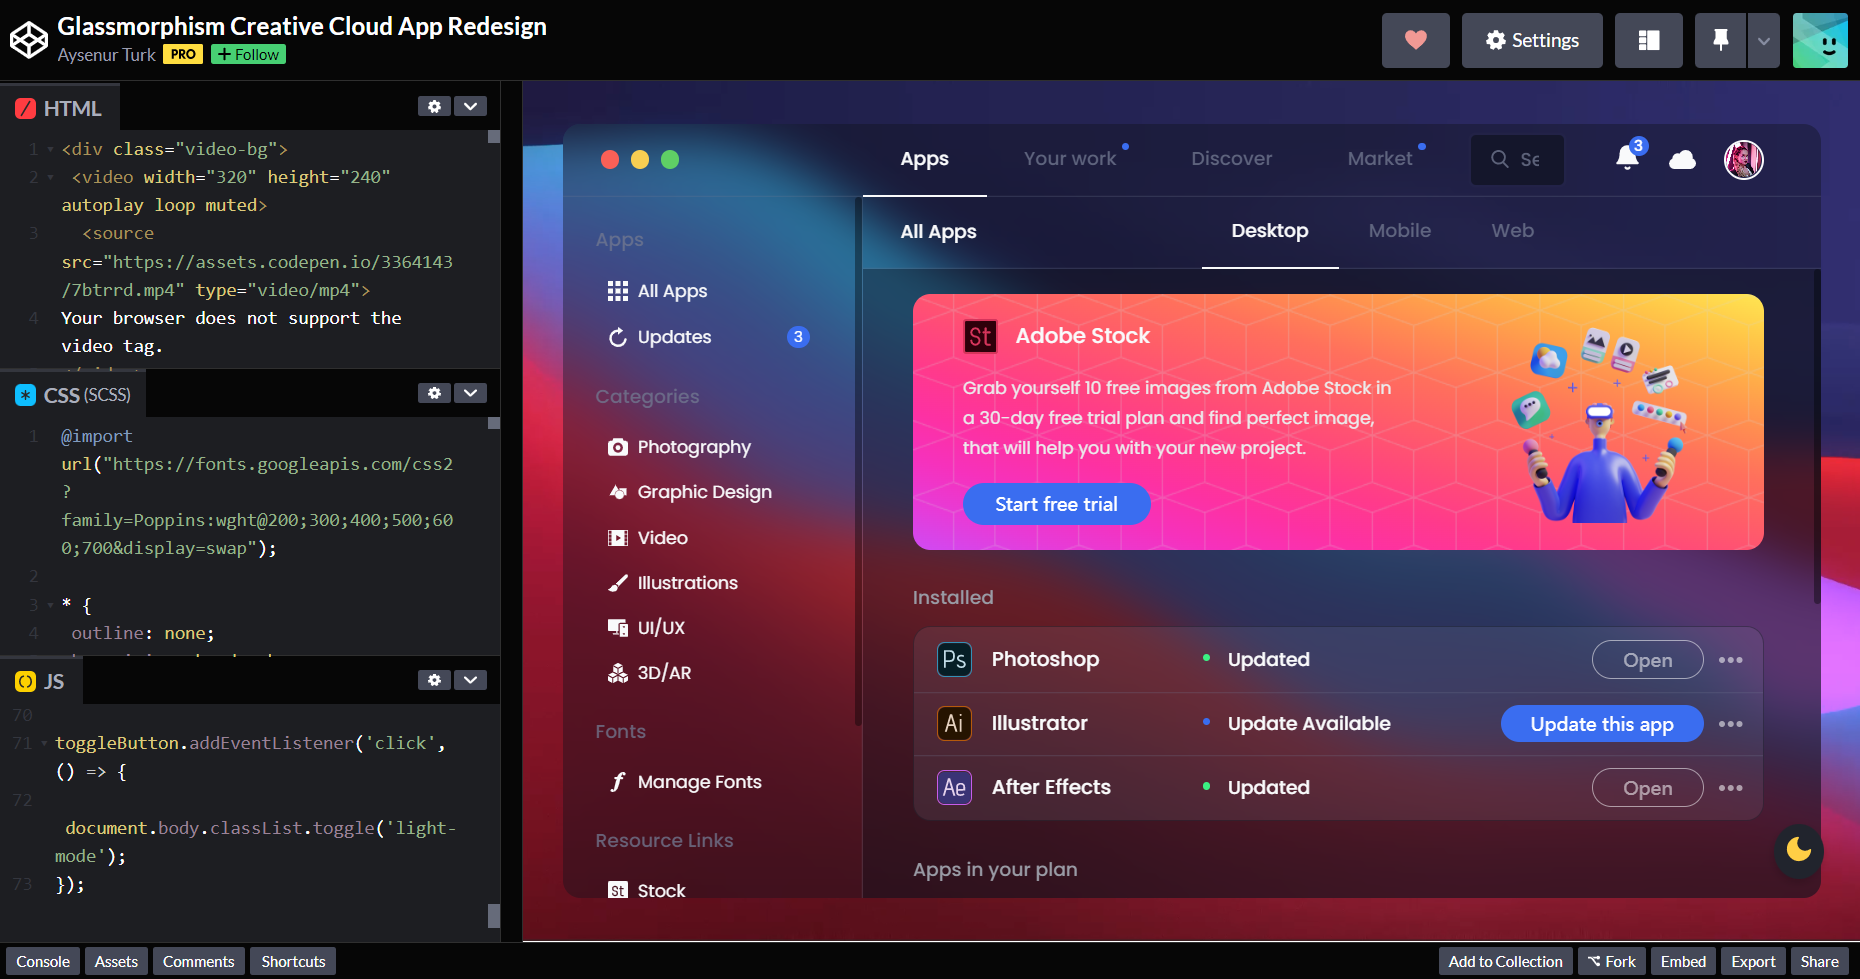 Glassmorphism Creative Cloud App Redesign
Aysenur Turk PRO + Follow
Settings
HTML
1 <div class="video-bg">
2 <video width="320" height="240"
autoplay loop muted>
3 <source
src="https://assets.codepen.io/3364143
/7btrrd.mp4" type="video/mp4">
4 Your browser does not support the
video tag.
CSS (SCSS)
1 @import
url("https://fonts.googleapis.com/css2
?
family=Poppins:wght@200;300;400;500;60
0;700&display=swap");
2
3 * {
4 outline: none;
JS
70
71 toggleButton.addEventListener('click',
() => {
72
document.body.classList.toggle('light-
mode');
73 });
Apps Your work Discover Market Se 3
All Apps Desktop Mobile Web
Apps
All Apps
Updates 3
Categories
Photography
Graphic Design
Video
Illustrations
UI/UX
3D/AR
Fonts
Manage Fonts
Resource Links
St Stock
St Adobe Stock
Grab yourself 10 free images from Adobe Stock in
a 30-day free trial plan and find perfect image,
that will help you with your new project.
Start free trial
Installed
Ps Photoshop Updated Open
Ai Illustrator Update Available Update this app
Ae After Effects Updated Open
Apps in your plan
Console Assets Comments Shortcuts
Add to Collection Fork Embed Export Share